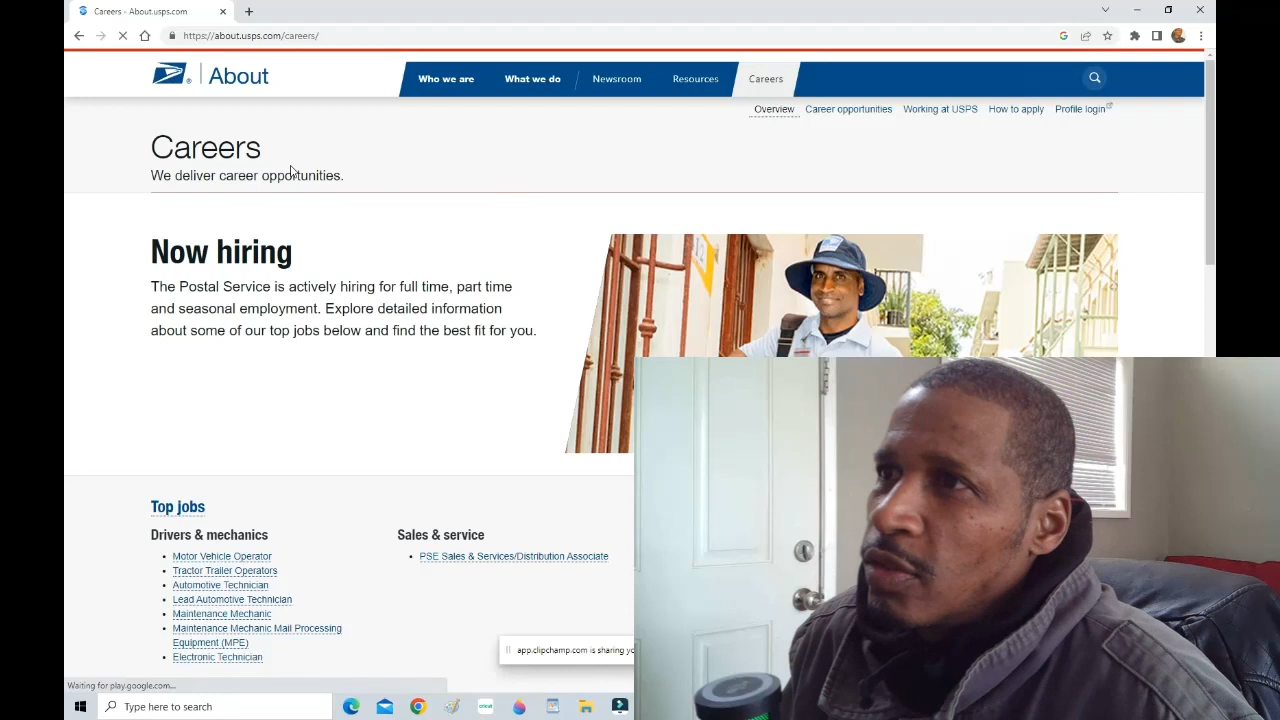 Careers - About.usps.com
https://about.usps.com/careers/
About
Who we are
What we do
Newsroom
Resources
Careers
Overview
Career opportunities
Working at USPS
How to apply
Profile login
Careers
We deliver career opportunities.
Now hiring
The Postal Service is actively hiring for full time, part time
and seasonal employment. Explore detailed information
about some of our top jobs below and find the best fit for you.
Top jobs
Drivers & mechanics
Motor Vehicle Operator
Tractor Trailer Operators
Automotive Technician
Lead Automotive Technician
Maintenance Mechanic
Maintenance Mechanic Mail Processing
Equipment (MPE)
Electronic Technician
Sales & service
PSE Sales & Services/Distribution Associate
app.clipchamp.com is sharing yo
Waiting for play.google.com...
Type here to search
cricut